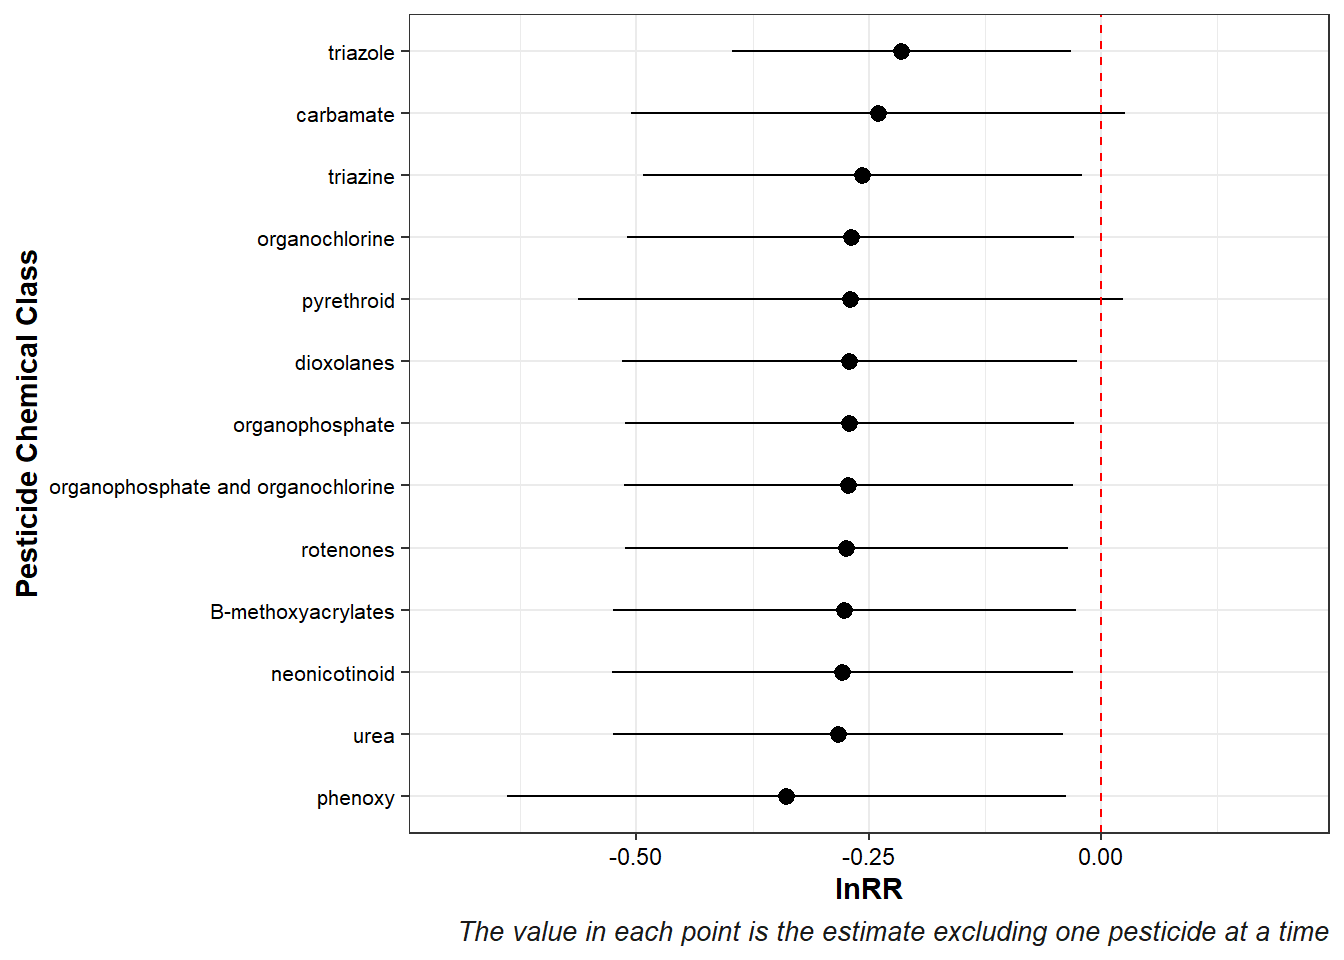 triazole
carbamate
triazine
organochlorine
pyrethroid
dioxolanes
organophosphate
organophosphate and organochlorine
rotenones
B-methoxyacrylates
neonicotinoid
urea
phenoxy
Pesticide Chemical Class
-0.50 -0.25 0.00
lnRR
The value in each point is the estimate excluding one pesticide at a time